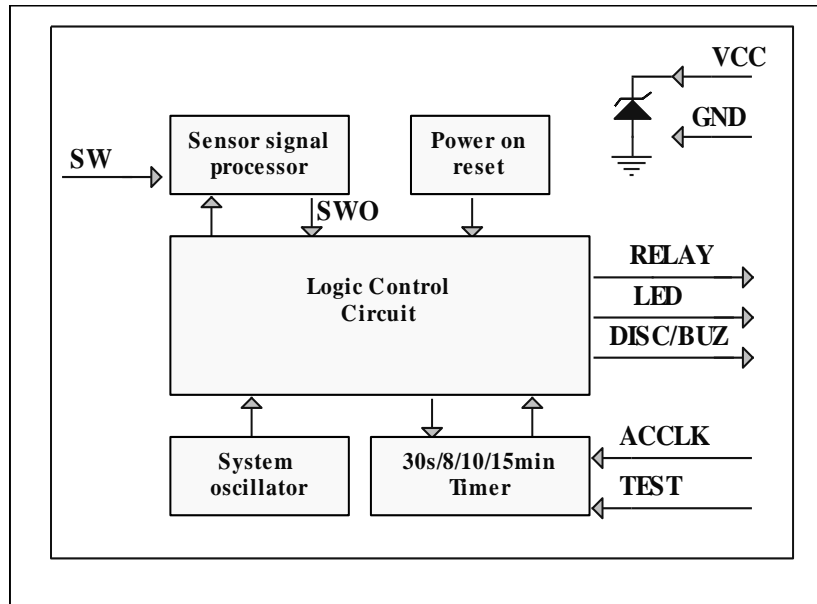 VCC
GND
Sensor signal
processor
Power on
reset
SW
SWO
Logic Control
Circuit
RELAY
LED
DISC/BUZ
System
oscillator
30s/8/10/15min
Timer
ACCLK
TEST